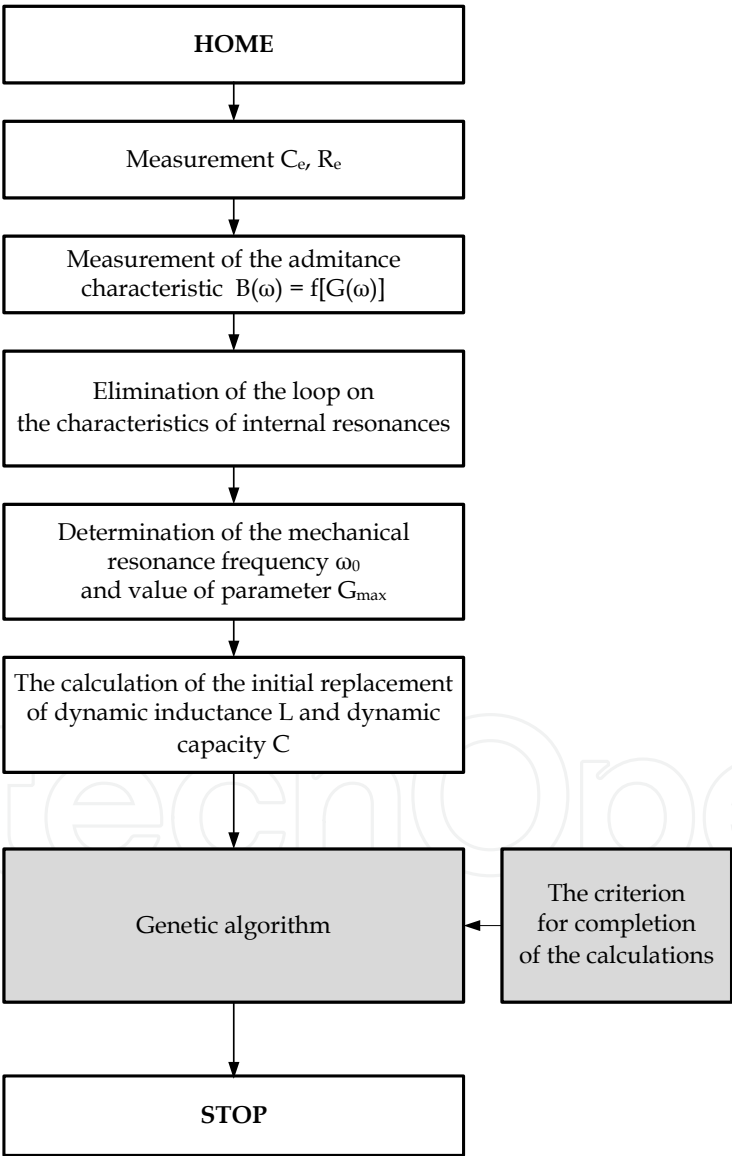 HOME
Measurement Cₑ, Rₑ
Measurement of the admitance
characteristic B(ω) = f[G(ω)]
Elimination of the loop on
the characteristics of internal resonances
Determination of the mechanical
resonance frequency ω₀
and value of parameter Gₘₐₓ
The calculation of the initial replacement
of dynamic inductance L and dynamic
capacity C
Genetic algorithm
The criterion
for completion
of the calculations
STOP